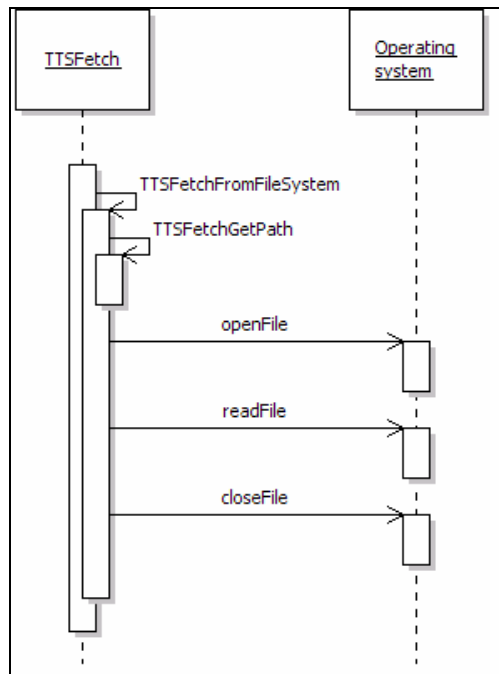 TTSFetch
Operating
system
TTSFetchFromFileSystem
TTSFetchGetPath
openFile
readFile
closeFile